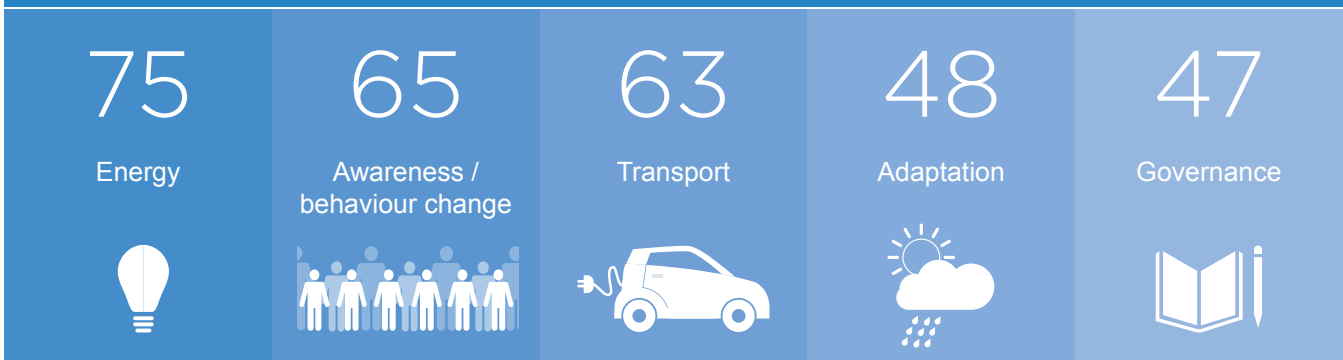 75
Energy
65
Awareness /
behaviour change
63
Transport
48
Adaptation
47
Governance